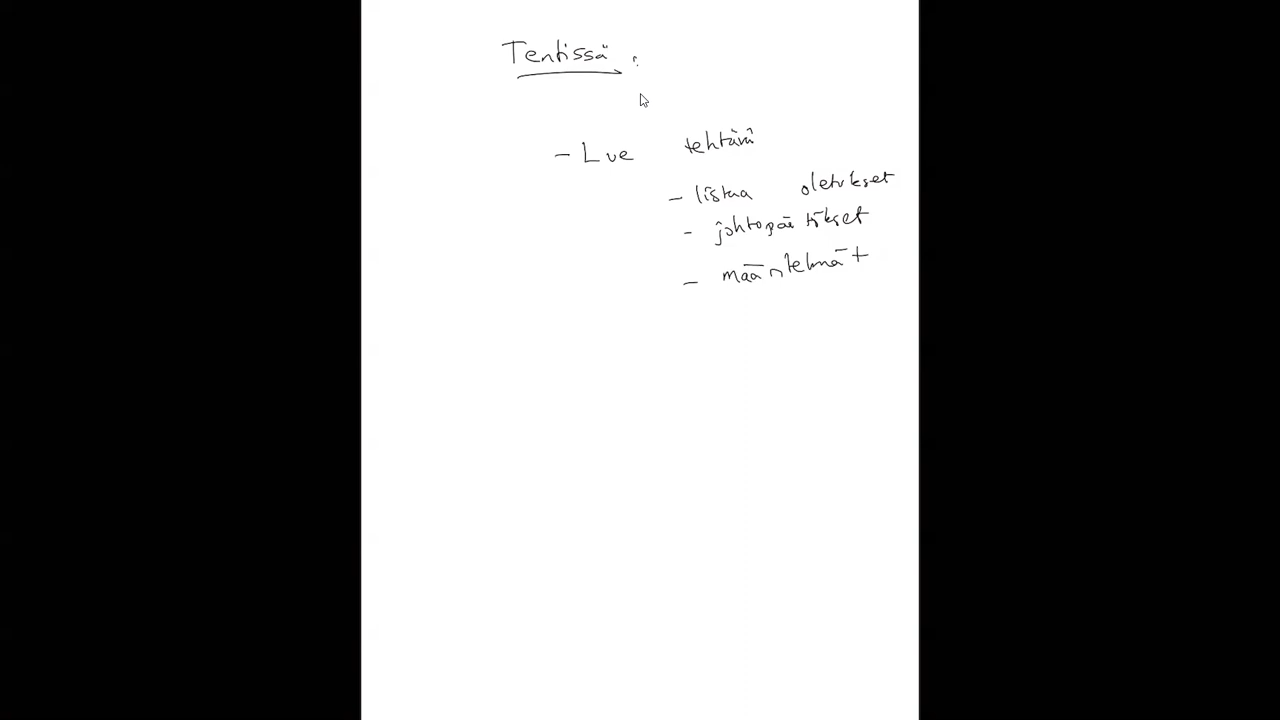 Tentissä :
- Lue tehtävä
- listaa oletukset
- johtopäätökset
- määritelmät